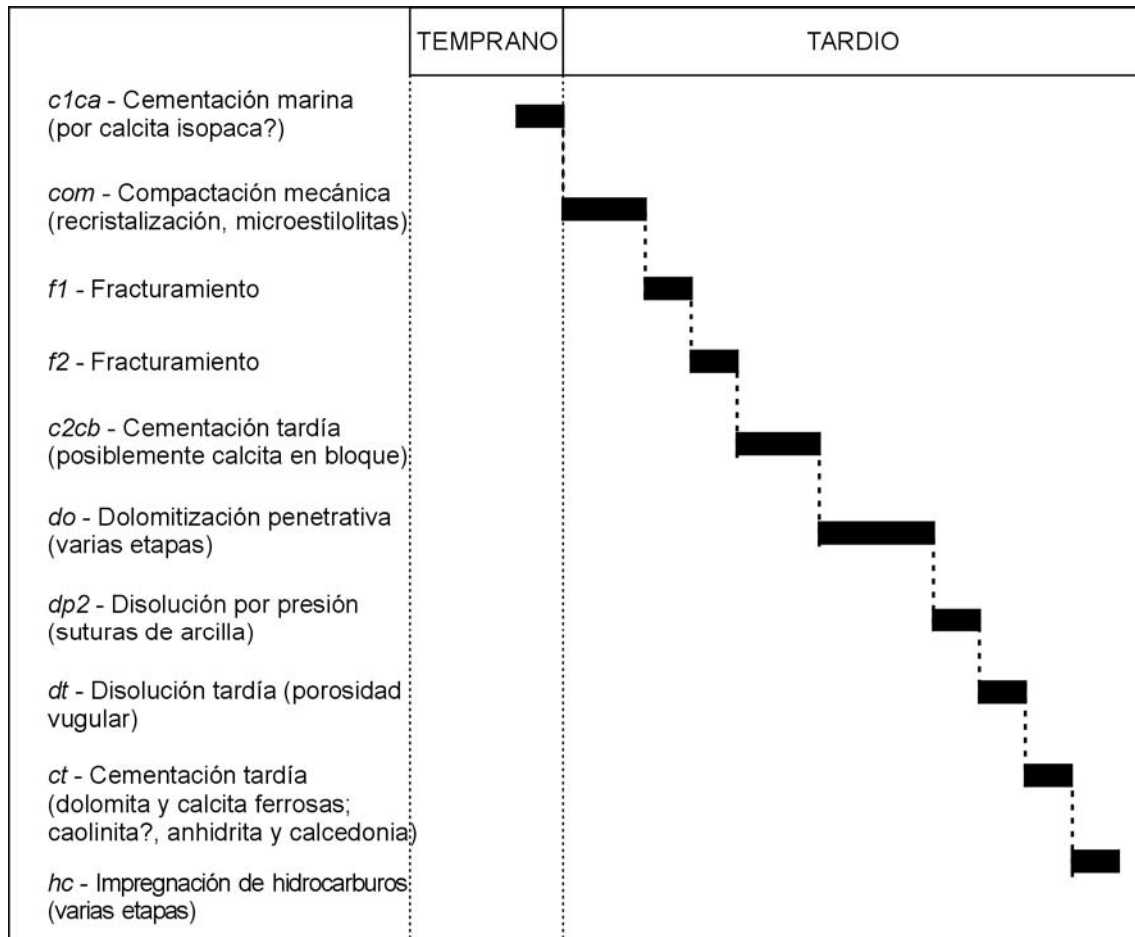 TEMPRANO TARDIO
c1ca - Cementación marina
(por calcita isopaca?)
com - Compactación mecánica
(recristalización, microestilolitas)
f1 - Fracturamiento
f2 - Fracturamiento
c2cb - Cementación tardía
(posiblemente calcita en bloque)
do - Dolomitización penetrativa
(varias etapas)
dp2 - Disolución por presión
(suturas de arcilla)
dt - Disolución tardía (porosidad
vugular)
ct - Cementación tardía
(dolomita y calcita ferrosas;
caolinita?, anhidrita y calcedonia)
hc - Impregnación de hidrocarburos
(varias etapas)